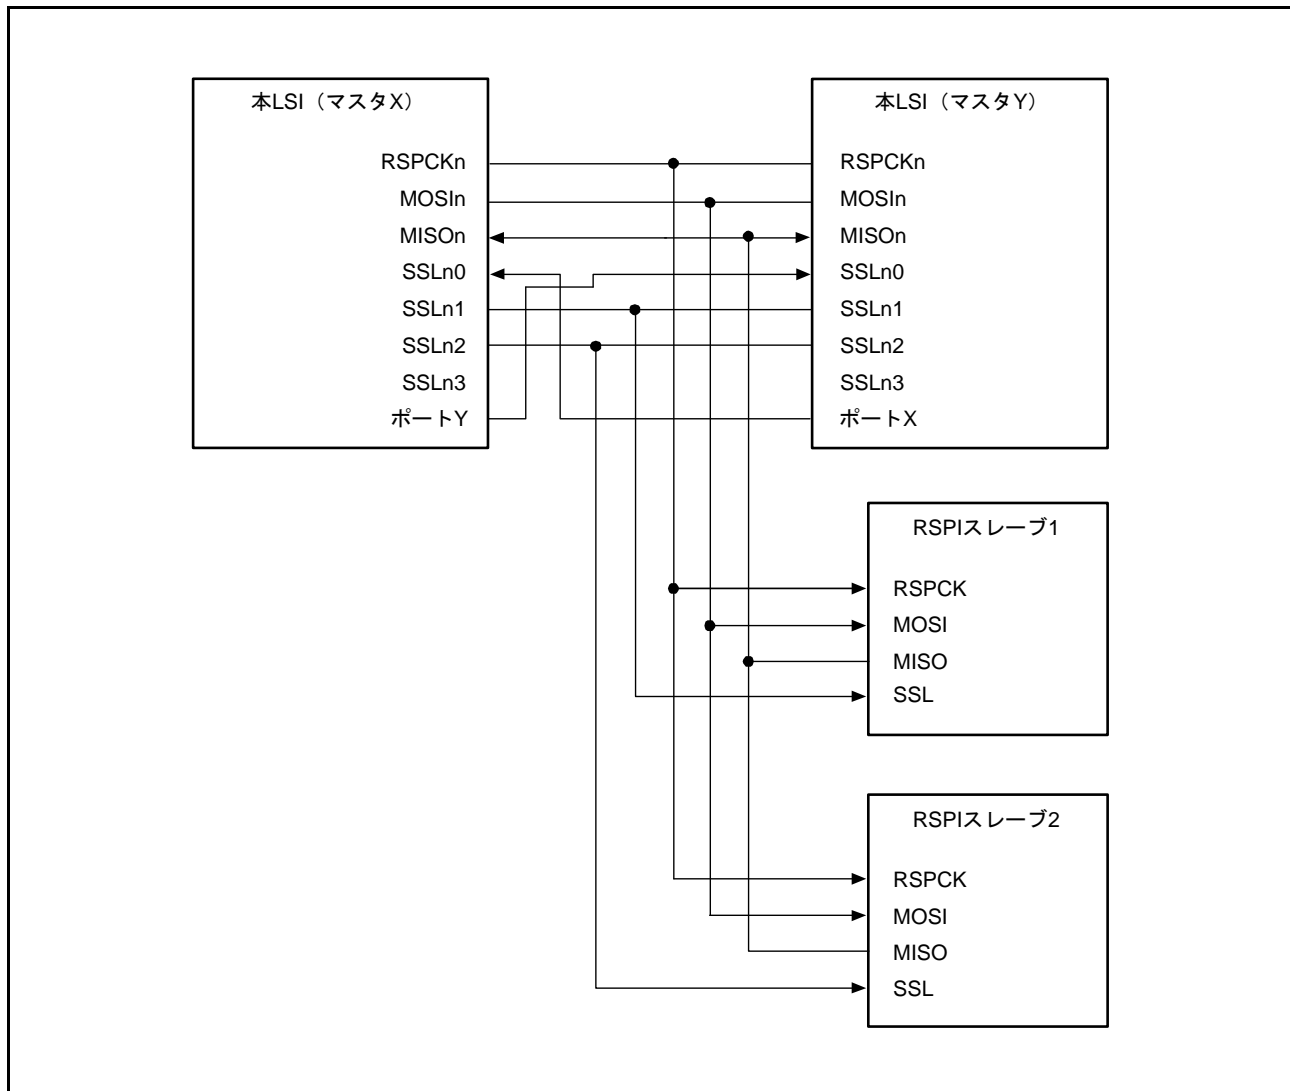 本LSI（マスタX）
RSPCKn
MOSIn
MISOn
SSLn0
SSLn1
SSLn2
SSLn3
ポートY
本LSI（マスタY）
RSPCKn
MOSIn
MISOn
SSLn0
SSLn1
SSLn2
SSLn3
ポートX
RSPIスレーブ1
RSPCK
MOSI
MISO
SSL
RSPIスレーブ2
RSPCK
MOSI
MISO
SSL